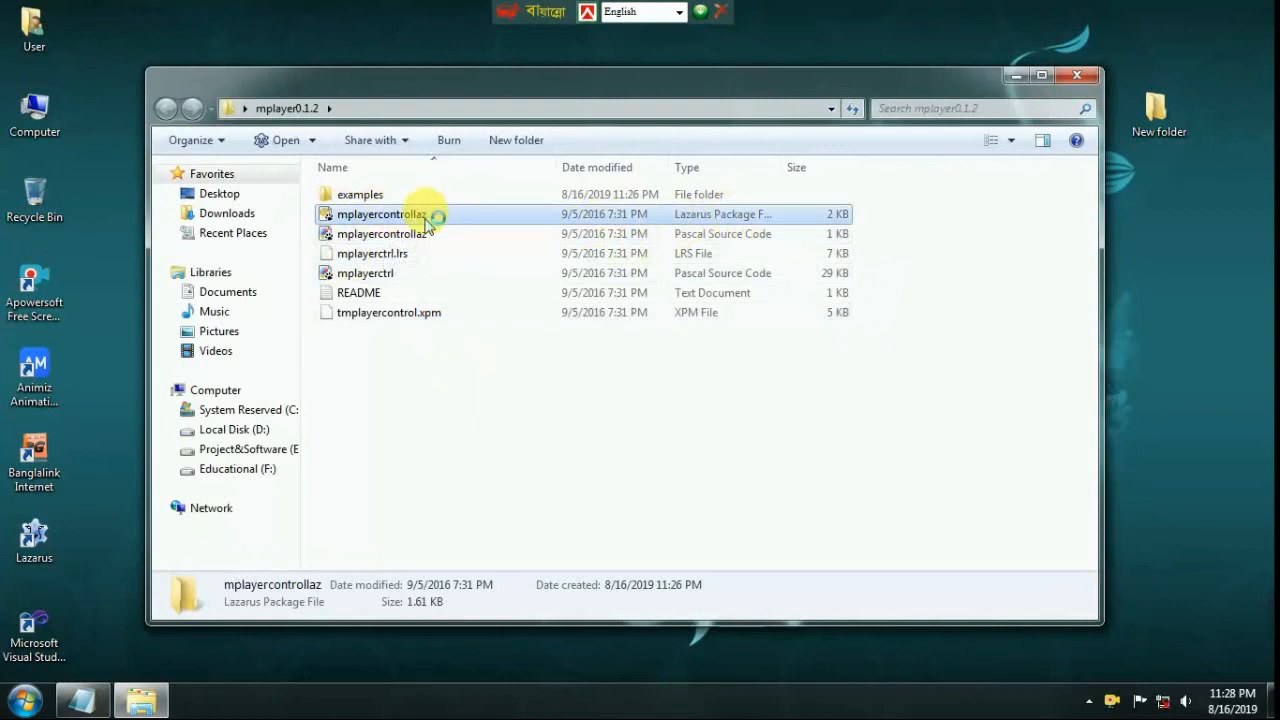 বায়ান্নো English
User
Computer
Recycle Bin
Apowersoft
Free Scre...
Animiz
Animati...
Banglalink
Internet
Lazarus
Microsoft
Visual Stud...
New folder
mplayer0.1.2
Search mplayer0.1.2
Organize Open Share with Burn New folder
Favorites
Desktop
Downloads
Recent Places
Libraries
Documents
Music
Pictures
Videos
Computer
System Reserved (C:
Local Disk (D:)
Project&Software (E
Educational (F:)
Network
Name Date modified Type Size
examples 8/16/2019 11:26 PM File folder
mplayercontrollaz 9/5/2016 7:31 PM Lazarus Package F... 2 KB
mplayercontrollaz 9/5/2016 7:31 PM Pascal Source Code 1 KB
mplayerctrl.lrs 9/5/2016 7:31 PM LRS File 7 KB
mplayerctrl 9/5/2016 7:31 PM Pascal Source Code 29 KB
README 9/5/2016 7:31 PM Text Document 1 KB
tmplayercontrol.xpm 9/5/2016 7:31 PM XPM File 5 KB
mplayercontrollaz Date modified: 9/5/2016 7:31 PM Date created: 8/16/2019 11:26 PM
Lazarus Package File Size: 1.61 KB
11:28 PM
8/16/2019